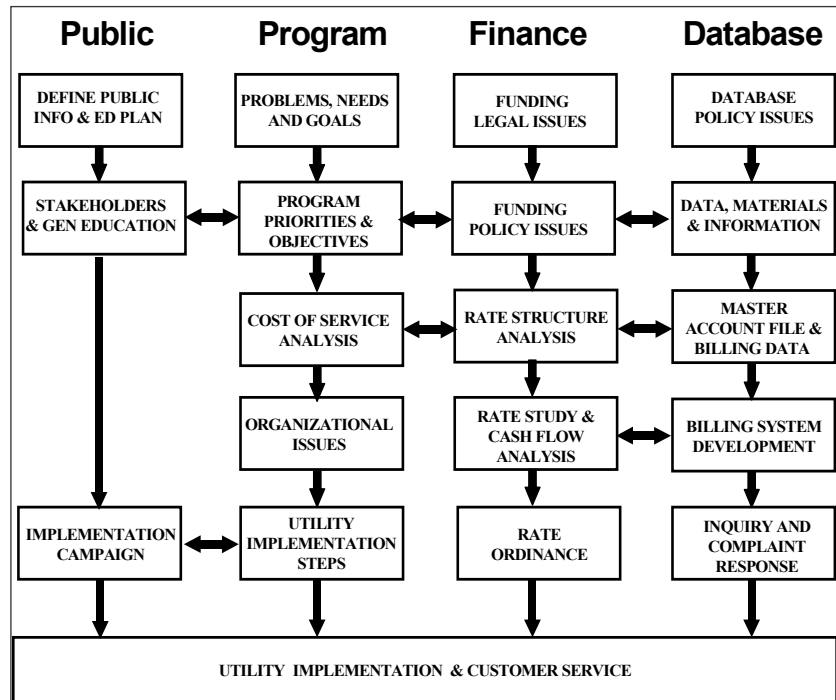 Public
Program
Finance
Database
DEFINE PUBLIC
INFO & ED PLAN
PROBLEMS, NEEDS
AND GOALS
FUNDING
LEGAL ISSUES
DATABASE
POLICY ISSUES
STAKEHOLDERS
& GEN EDUCATION
PROGRAM
PRIORITIES &
OBJECTIVES
FUNDING
POLICY ISSUES
DATA, MATERIALS
& INFORMATION
COST OF SERVICE
ANALYSIS
RATE STRUCTURE
ANALYSIS
MASTER
ACCOUNT FILE &
BILLING DATA
ORGANIZATIONAL
ISSUES
RATE STUDY &
CASH FLOW
ANALYSIS
BILLING SYSTEM
DEVELOPMENT
IMPLEMENTATION
CAMPAIGN
UTILITY
IMPLEMENTATION
STEPS
RATE
ORDINANCE
INQUIRY AND
COMPLAINT
RESPONSE
UTILITY IMPLEMENTATION & CUSTOMER SERVICE